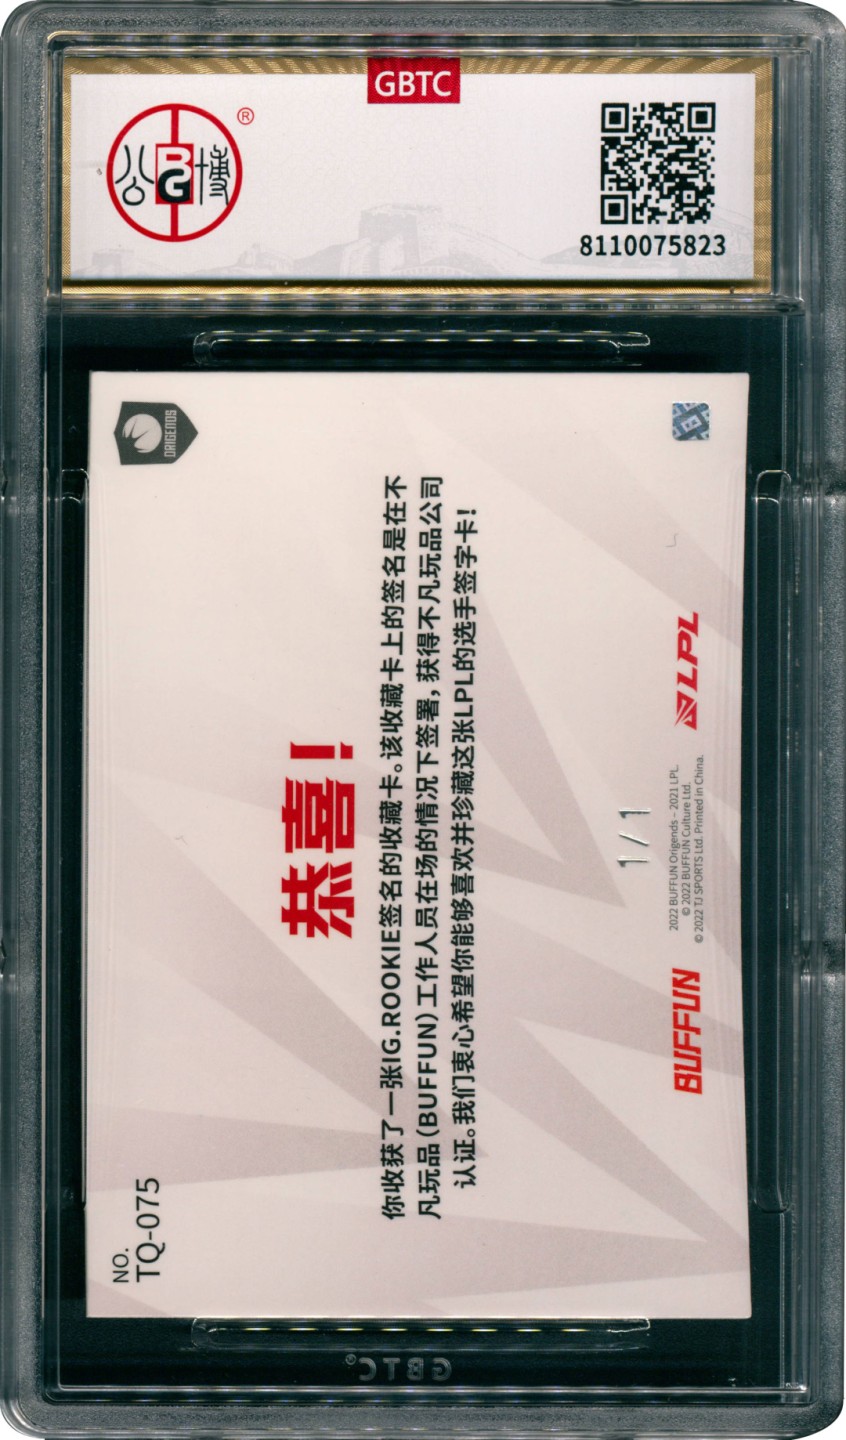 GBTC
公 BG 博
®
8110075823
ORIGENDS
NO.
TQ-075
恭喜!
你收获了一张IG.ROOKIE签名的收藏卡。该收藏卡上的签名是在不
凡玩品(BUFFUN)工作人员在场的情况下签署,获得不凡玩品公司
认证。我们衷心希望你能够喜欢并珍藏这张LPL的选手签字卡!
1/1
BUFFUN
2022 BUFFUN Origends – 2021 LPL.
© 2022 BUFFUN Culture Ltd.
© 2022 TJ SPORTS Ltd. Printed in China.
LPL
GBTC®